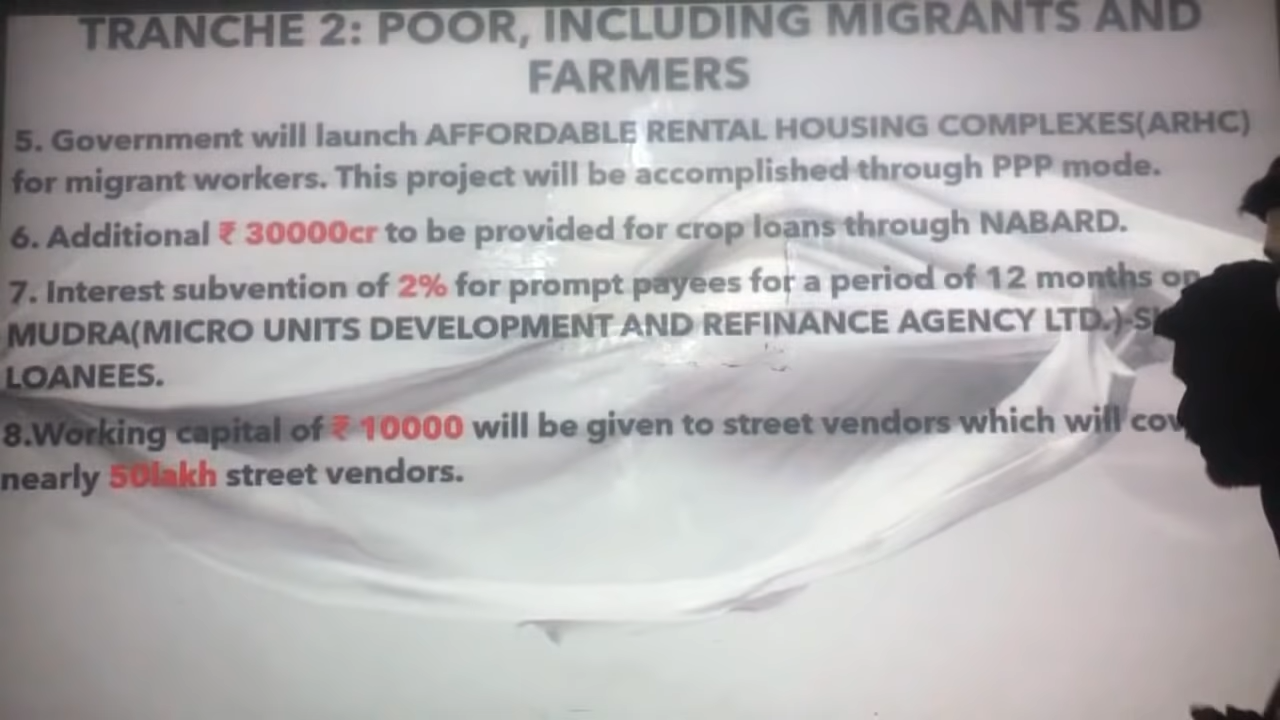 TRANCHE 2: POOR, INCLUDING MIGRANTS AND
FARMERS
5. Government will launch AFFORDABLE RENTAL HOUSING COMPLEXES(ARHC)
for migrant workers. This project will be accomplished through PPP mode.
6. Additional ₹ 30000cr to be provided for crop loans through NABARD.
7. Interest subvention of 2% for prompt payees for a period of 12 months on
MUDRA(MICRO UNITS DEVELOPMENT AND REFINANCE AGENCY LTD.)
LOANEES.
8.Working capital of ₹ 10000 will be given to street vendors which will
nearly 50lakh street vendors.